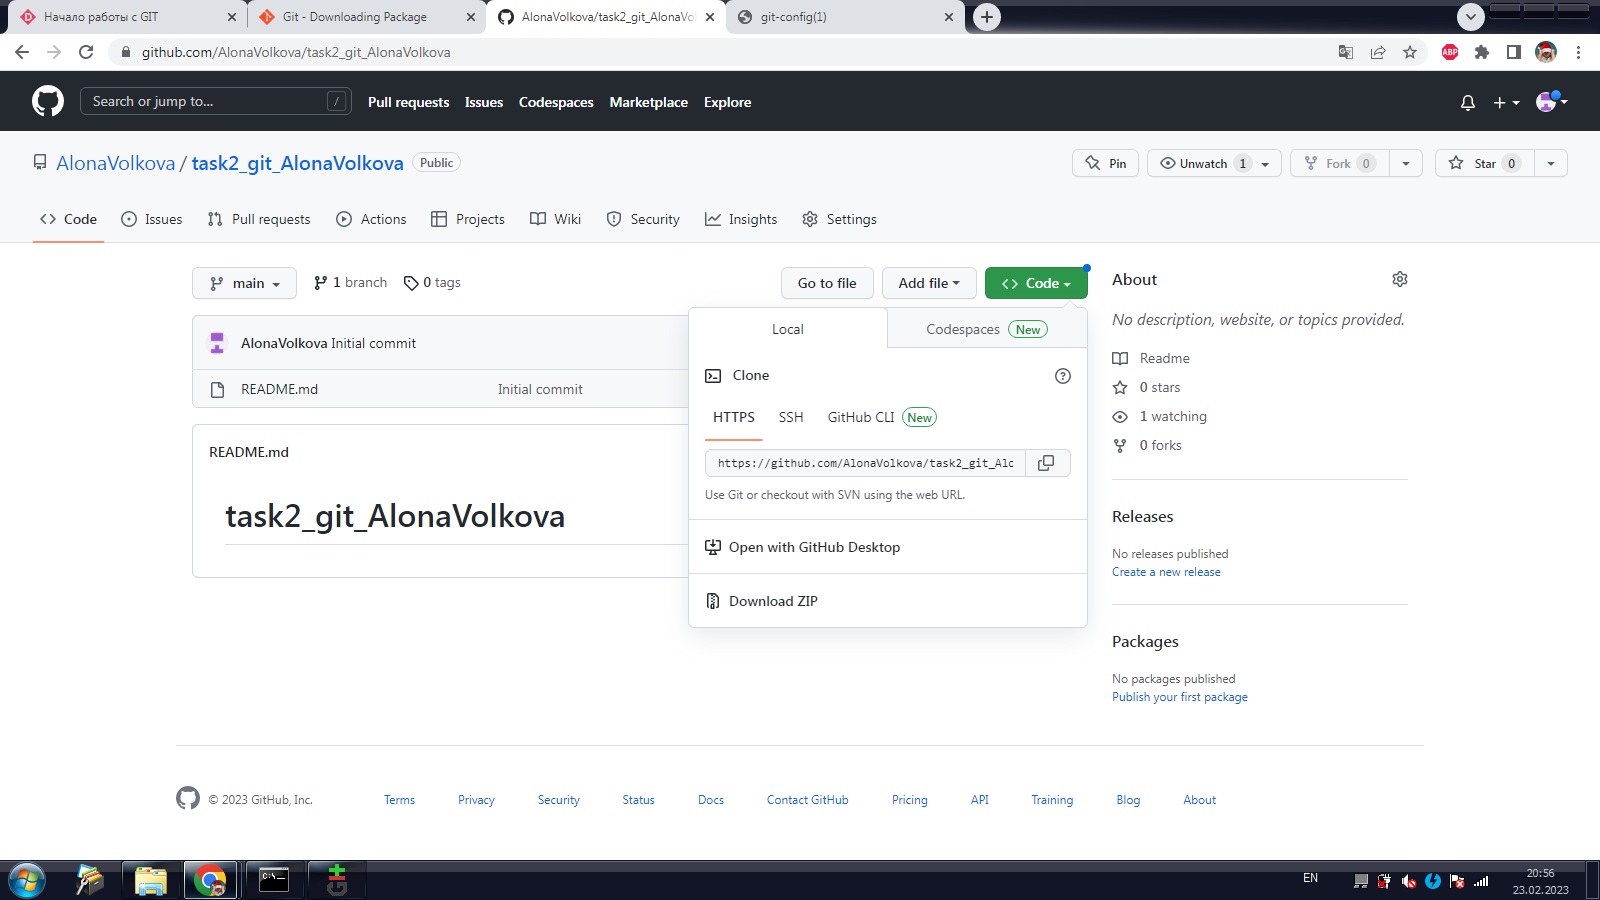 Начало работы с GIT
Git - Downloading Package
AlonaVolkova/task2_git_AlonaVo
git-config(1)
github.com/AlonaVolkova/task2_git_AlonaVolkova
ABP
Search or jump to...
/
Pull requests
Issues
Codespaces
Marketplace
Explore
AlonaVolkova / task2_git_AlonaVolkova
Public
Pin
Unwatch 1
Fork 0
Star 0
Code
Issues
Pull requests
Actions
Projects
Wiki
Security
Insights
Settings
main
1 branch
0 tags
Go to file
Add file
Code
AlonaVolkova Initial commit
README.md
Initial commit
README.md
task2_git_AlonaVolkova
Local
Codespaces New
Clone
HTTPS
SSH
GitHub CLI New
https://github.com/AlonaVolkova/task2_git_Alo
Use Git or checkout with SVN using the web URL.
Open with GitHub Desktop
Download ZIP
About
No description, website, or topics provided.
Readme
0 stars
1 watching
0 forks
Releases
No releases published
Create a new release
Packages
No packages published
Publish your first package
© 2023 GitHub, Inc.
Terms
Privacy
Security
Status
Docs
Contact GitHub
Pricing
API
Training
Blog
About
C:\
EN
20:56
23.02.2023